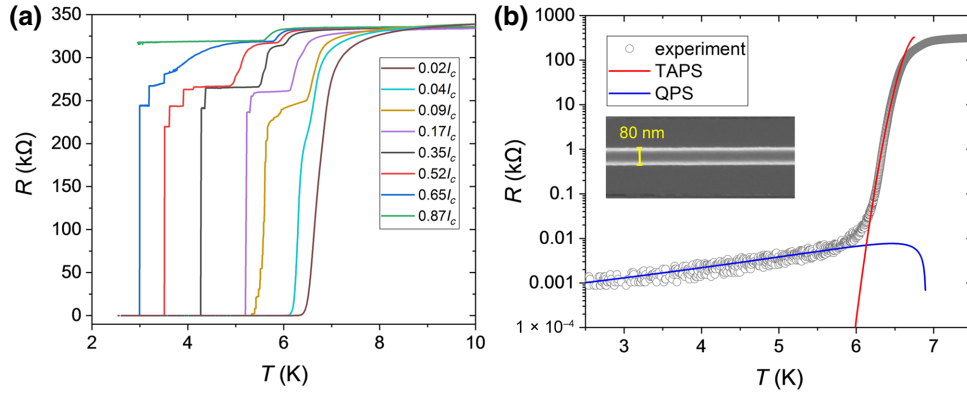 (a)
350
300
250
200
150
100
50
0
R (kΩ)
2
4
6
8
10
T (K)
0.02Ic
0.04Ic
0.09Ic
0.17Ic
0.35Ic
0.52Ic
0.65Ic
0.87Ic
(b)
1000
100
10
1
0.1
0.01
0.001
1 × 10⁻⁴
R (kΩ)
3
4
5
6
7
T (K)
experiment
TAPS
QPS
80 nm